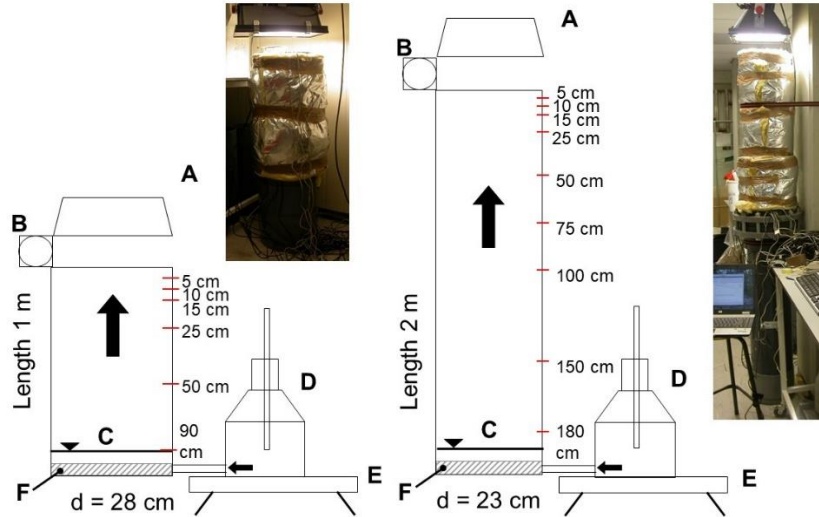 A
B
5 cm
10 cm
15 cm
25 cm
50 cm
90
cm
Length 1 m
C
D
E
F
d = 28 cm
A
B
5 cm
10 cm
15 cm
25 cm
50 cm
75 cm
100 cm
150 cm
180
cm
Length 2 m
C
D
E
F
d = 23 cm